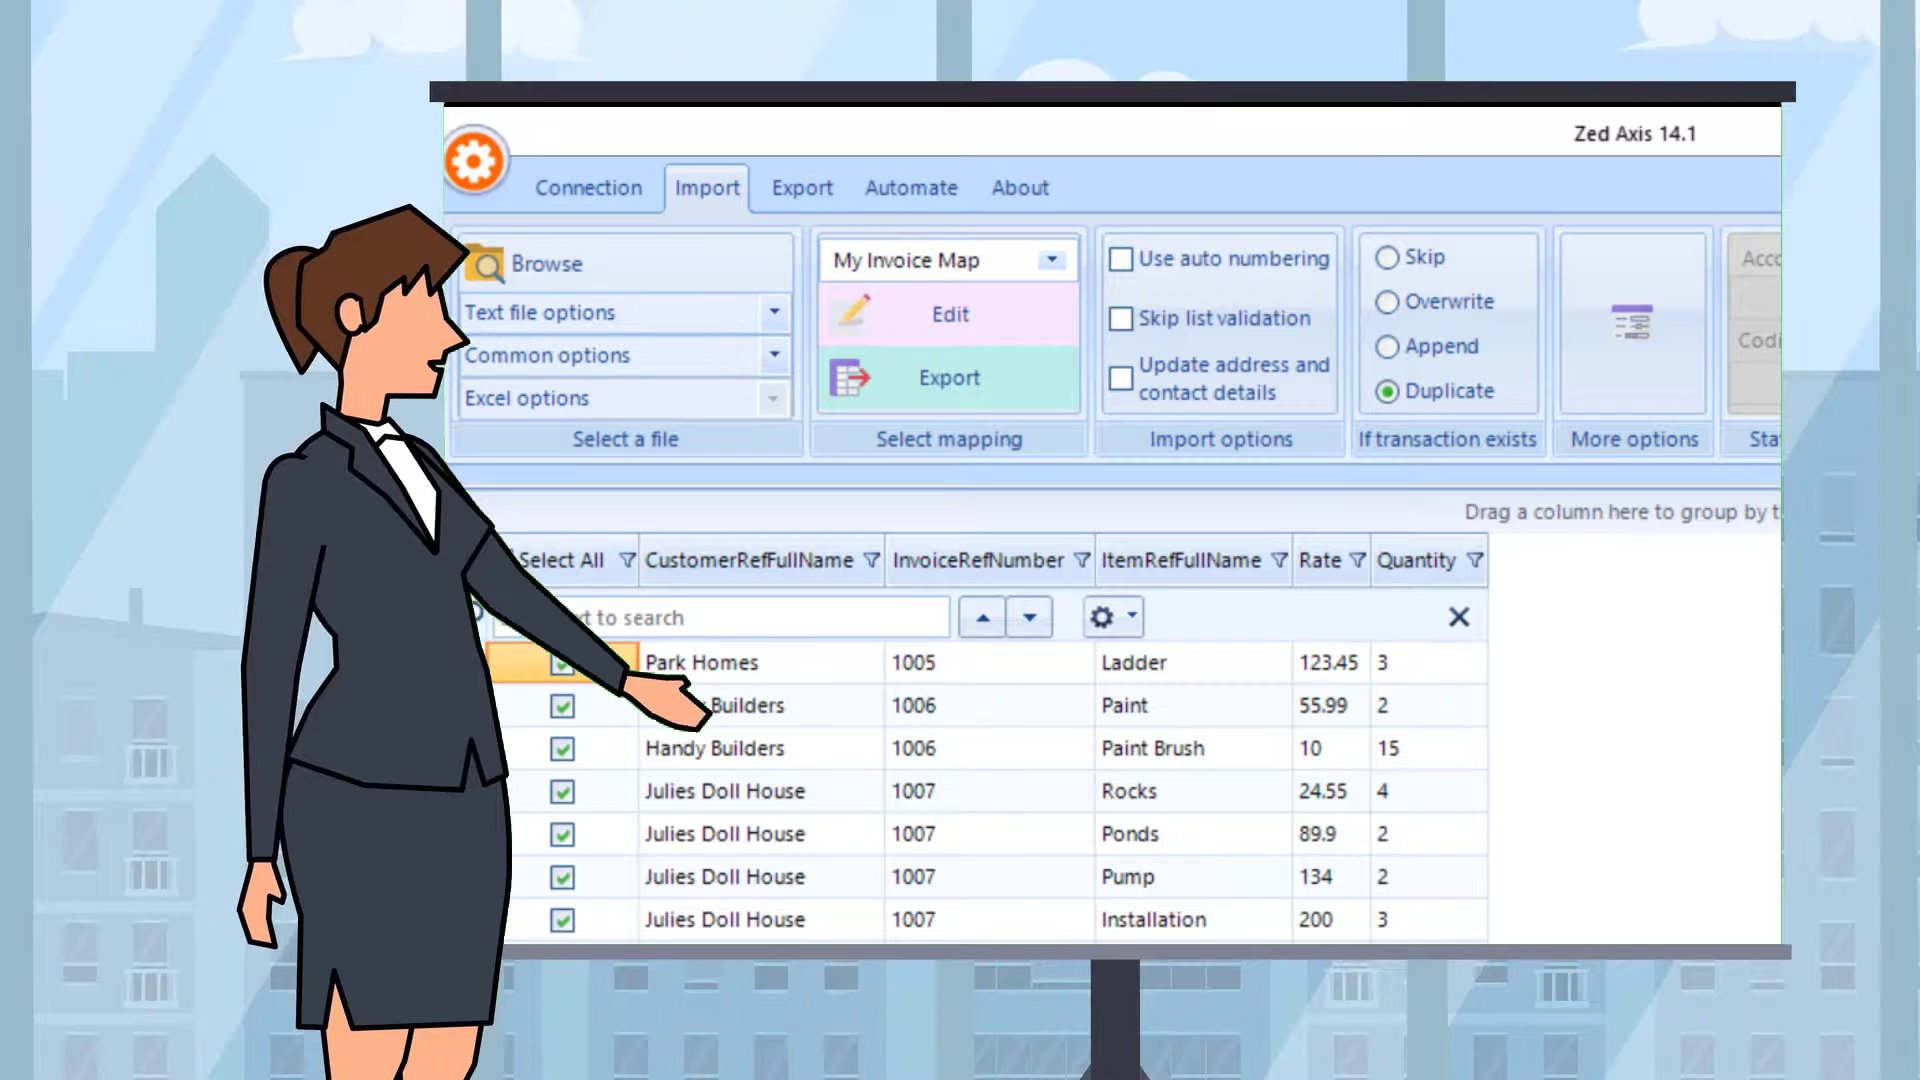 Zed Axis 14.1
Connection Import Export Automate About
Browse
Text file options
Common options
Excel options
Select a file
My Invoice Map
Edit
Export
Select mapping
Use auto numbering
Skip list validation
Update address and
contact details
Import options
Skip
Overwrite
Append
Duplicate
If transaction exists
More options
Drag a column here to group by
Select All CustomerRefFullName InvoiceRefNumber ItemRefFullName Rate Quantity
to search
Park Homes 1005 Ladder 123.45 3
Builders 1006 Paint 55.99 2
Handy Builders 1006 Paint Brush 10 15
Julies Doll House 1007 Rocks 24.55 4
Julies Doll House 1007 Ponds 89.9 2
Julies Doll House 1007 Pump 134 2
Julies Doll House 1007 Installation 200 3